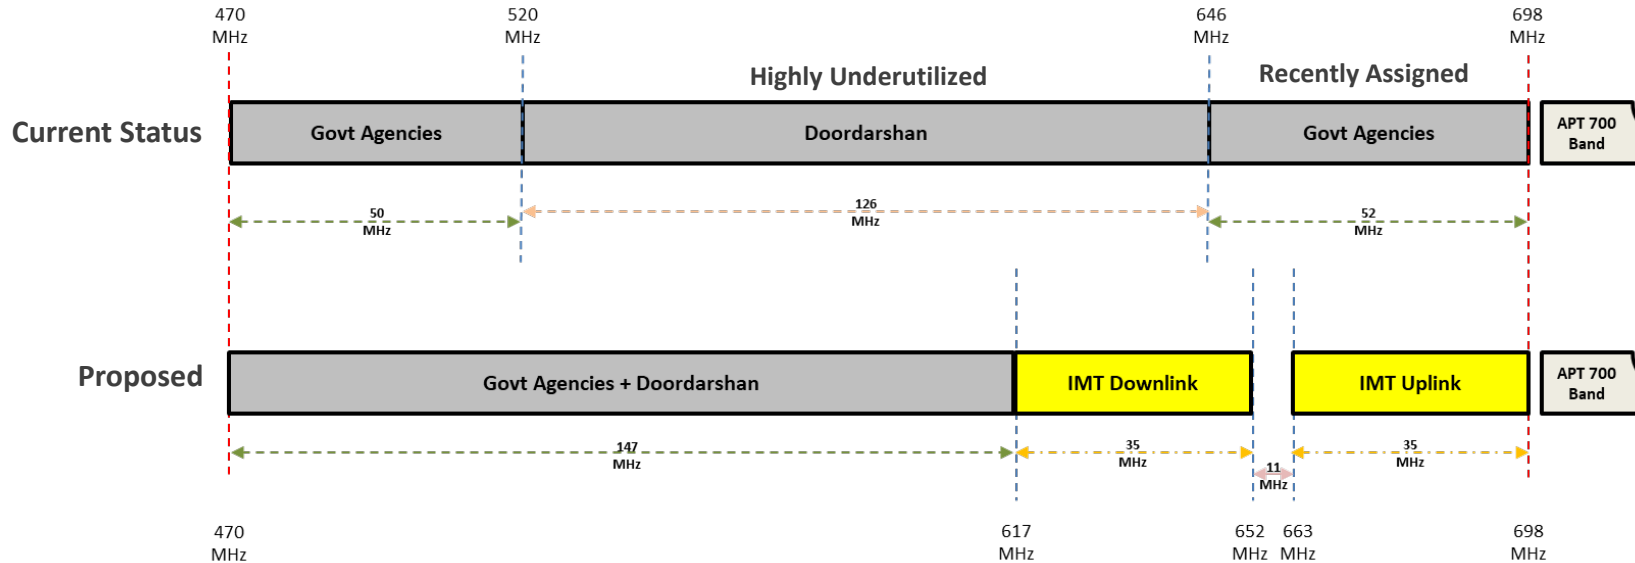 470
MHz
520
MHz
646
MHz
698
MHz
Highly Underutilized
Recently Assigned
Current Status
Govt Agencies
Doordarshan
Govt Agencies
APT 700
Band
50
MHz
126
MHz
52
MHz
Proposed
Govt Agencies + Doordarshan
IMT Downlink
IMT Uplink
APT 700
Band
147
MHz
35
MHz
11
MHz
35
MHz
470
MHz
617
MHz
652
MHz
663
MHz
698
MHz